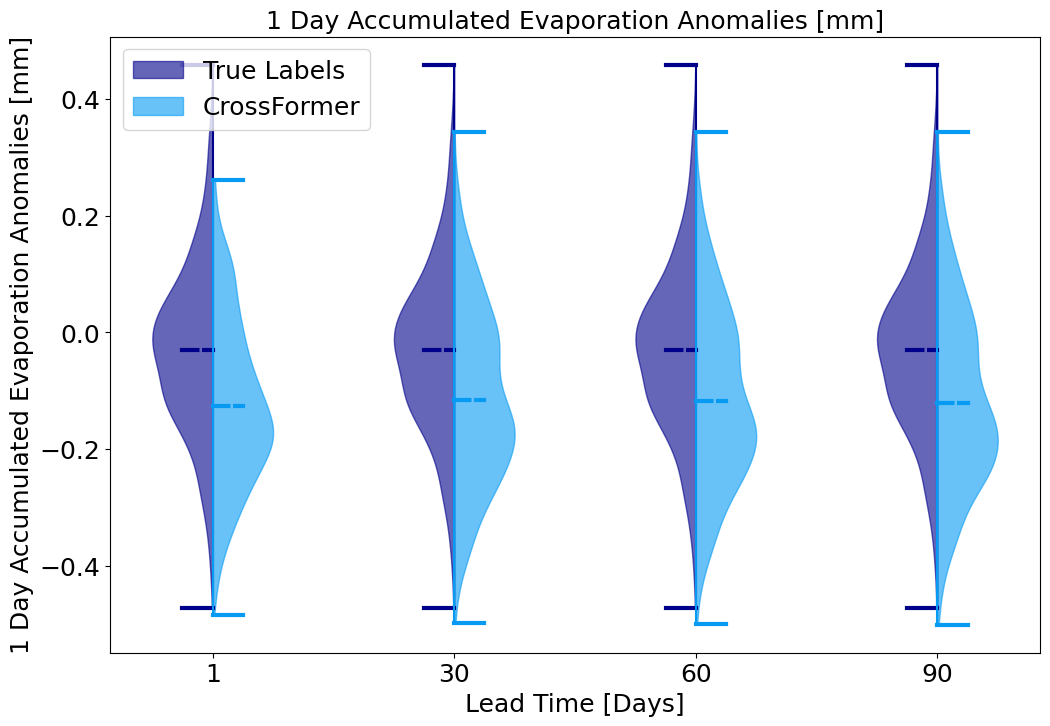 1 Day Accumulated Evaporation Anomalies [mm]
1 Day Accumulated Evaporation Anomalies [mm]
True Labels
CrossFormer
0.4
0.2
0.0
−0.2
−0.4
1 30 60 90
Lead Time [Days]